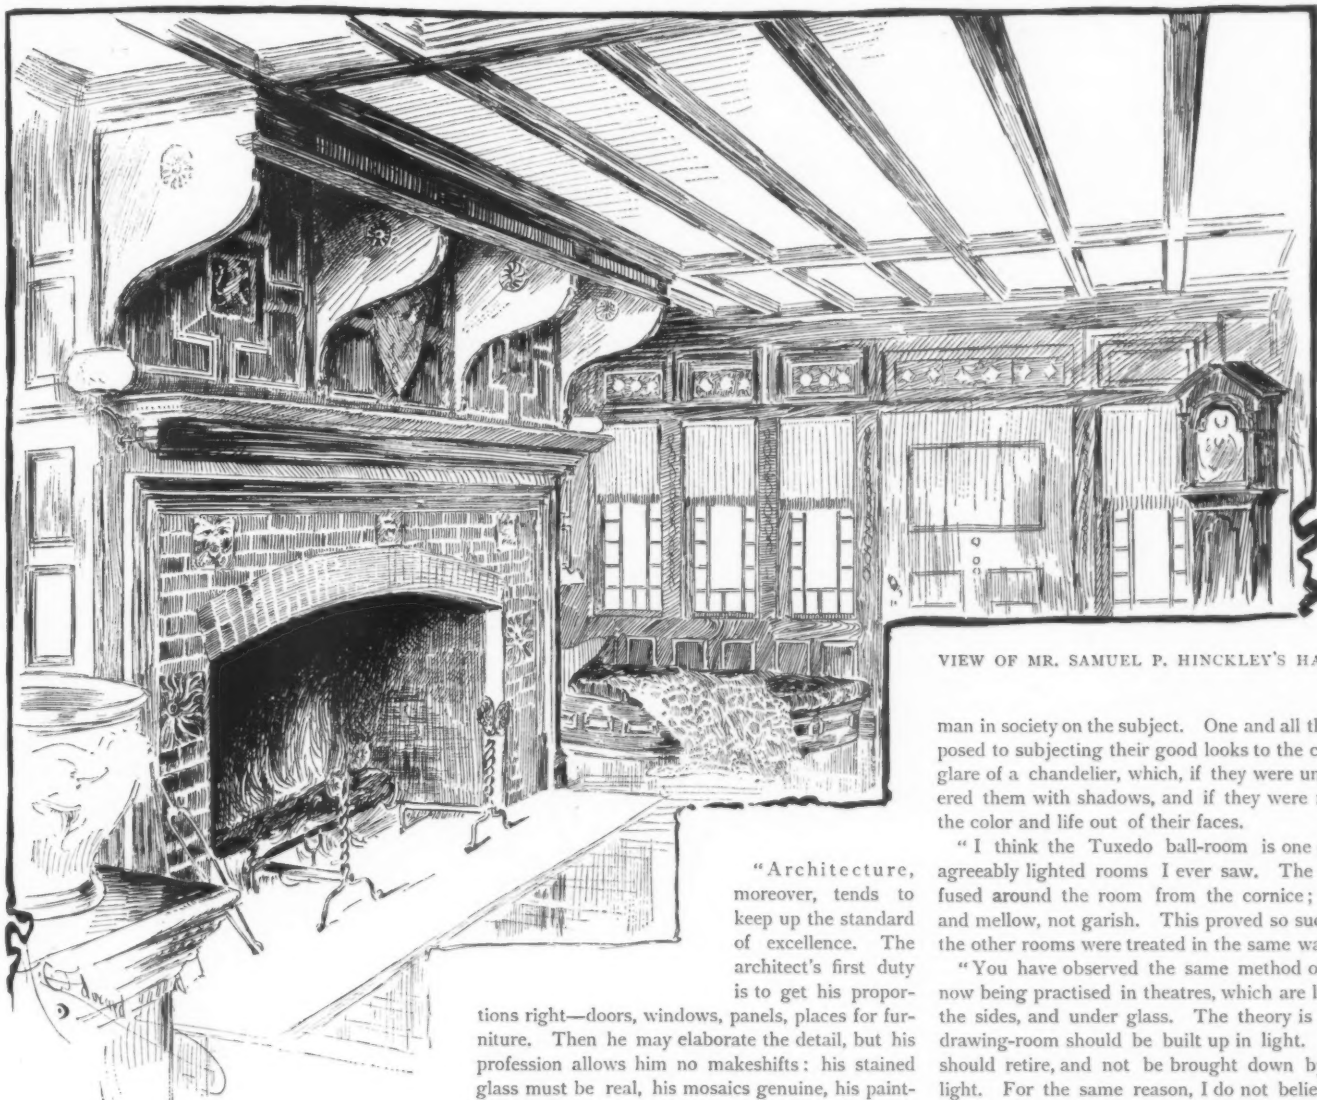 VIEW OF MR. SAMUEL P. HINCKLEY'S HA
"Architecture,
moreover, tends to
keep up the standard
of excellence. The
architect's first duty
is to get his propor-
tions right—doors, windows, panels, places for fur-
niture. Then he may elaborate the detail, but his
profession allows him no makeshifts: his stained
glass must be real, his mosaics genuine, his paint-
man in society on the subject. One and all th
posed to subjecting their good looks to the c
glare of a chandelier, which, if they were un
ered them with shadows, and if they were
the color and life out of their faces.
"I think the Tuxedo ball-room is one
agreeably lighted rooms I ever saw. The
fused around the room from the cornice;
and mellow, not garish. This proved so suc
the other rooms were treated in the same wa
"You have observed the same method o
now being practised in theatres, which are l
the sides, and under glass. The theory is
drawing-room should be built up in light.
should retire, and not be brought down b
light. For the same reason, I do not belie